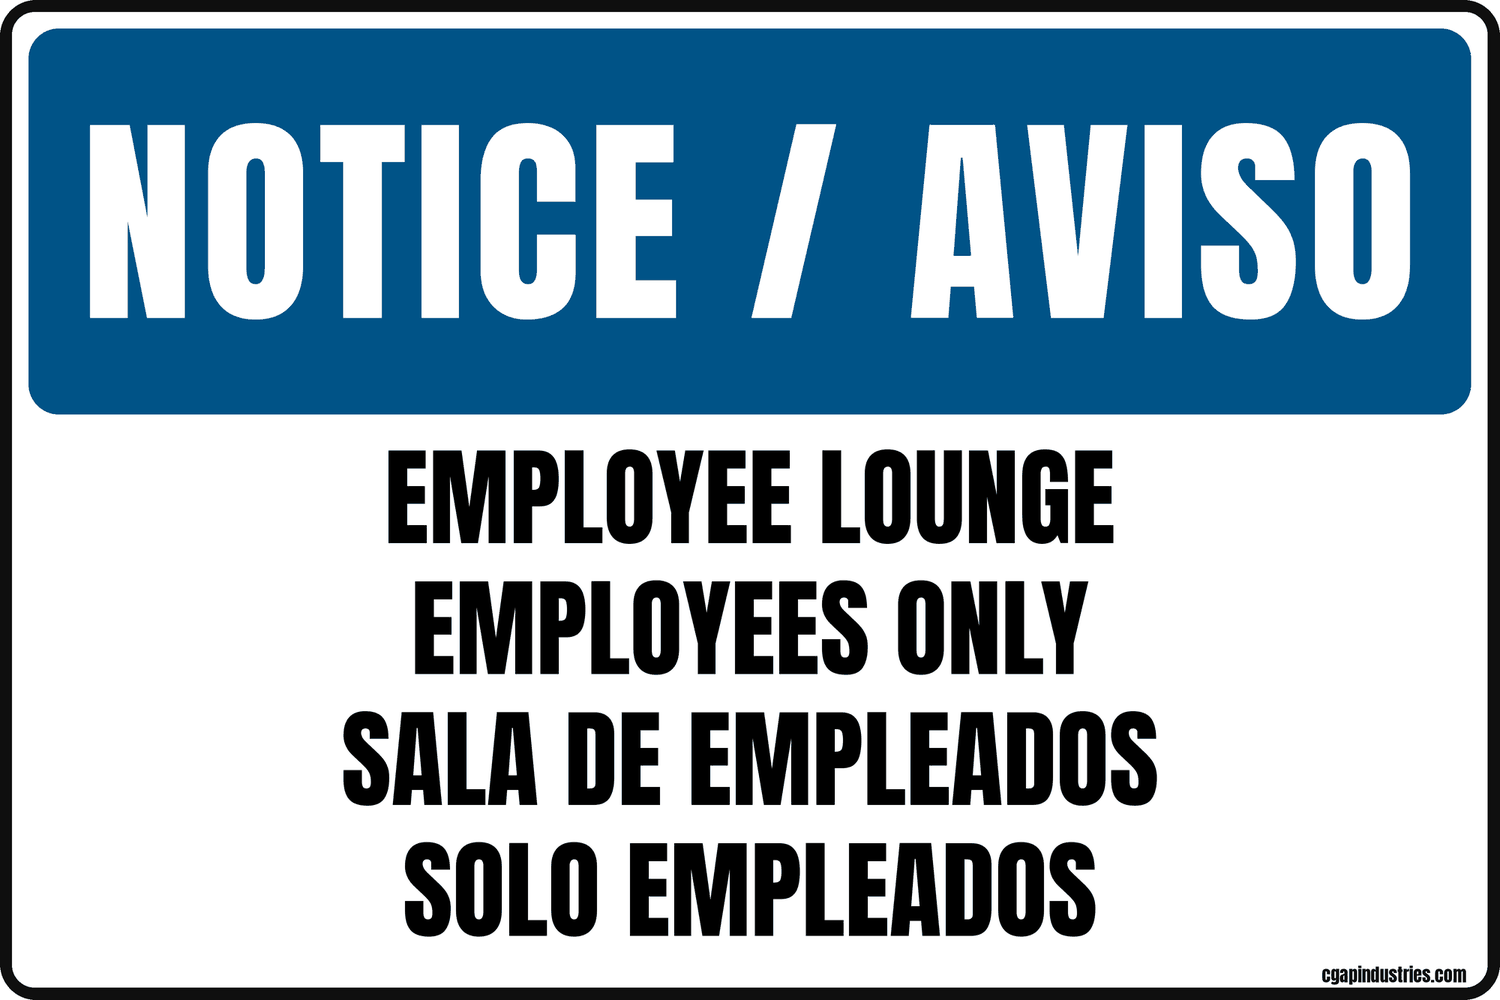 NOTICE / AVISO
EMPLOYEE LOUNGE
EMPLOYEES ONLY
SALA DE EMPLEADOS
SOLO EMPLEADOS
cgapindustries.com